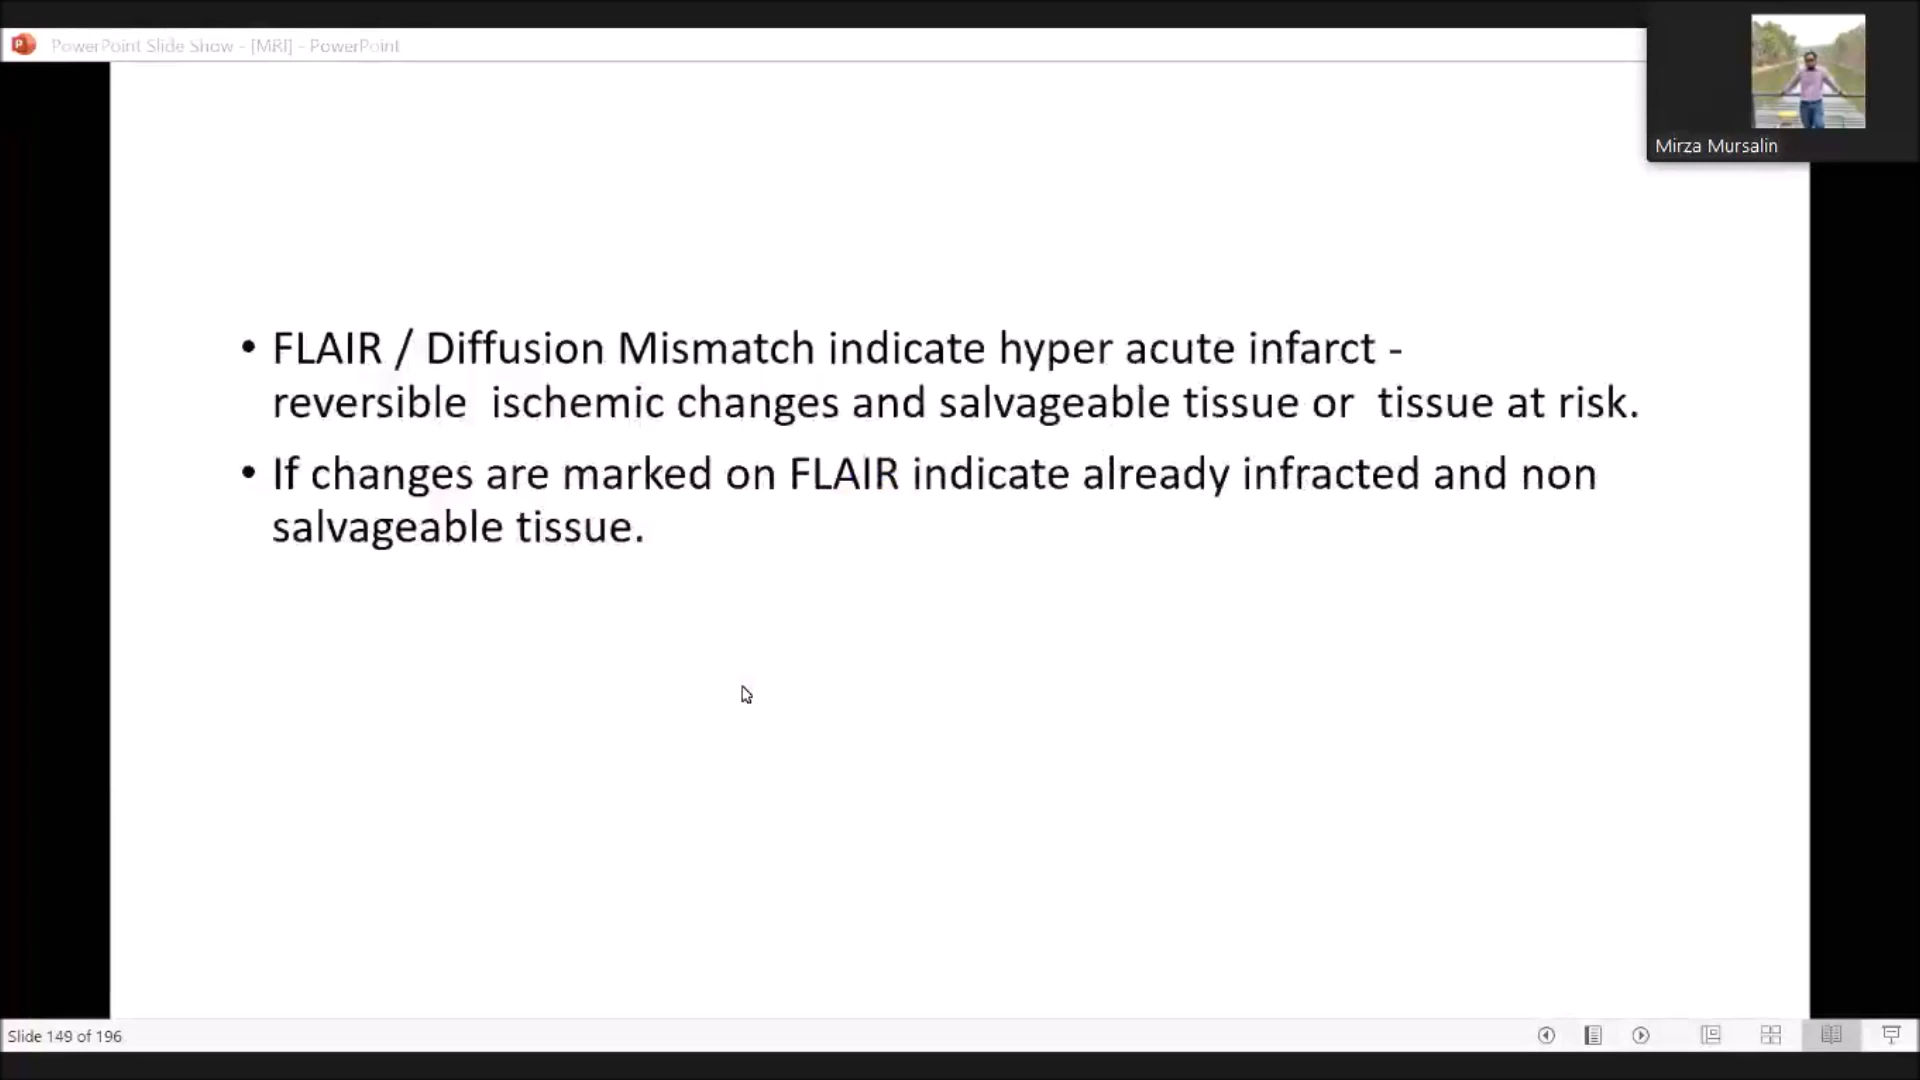 PowerPoint Slide Show - [MRI] - PowerPoint
Mirza Mursalin
• FLAIR / Diffusion Mismatch indicate hyper acute infarct -
reversible ischemic changes and salvageable tissue or tissue at risk.
• If changes are marked on FLAIR indicate already infracted and non
salvageable tissue.
Slide 149 of 196